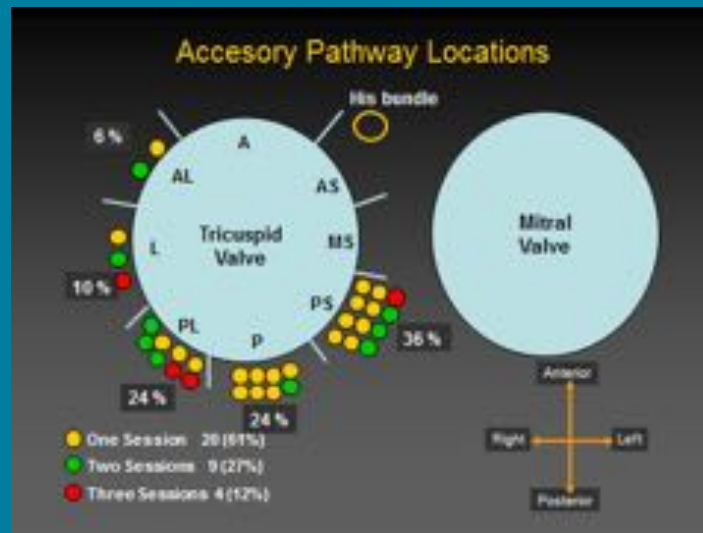 Accesory Pathway Locations
His bundle
6 %
A
AL
AS
Tricuspid
Valve
Mitral
Valve
L
MS
10 %
PL
P
PS
36 %
24 %
24 %
Anterior
Right
Left
Posterior
One Session 20 (61%)
Two Sessions 9 (27%)
Three Sessions 4 (12%)